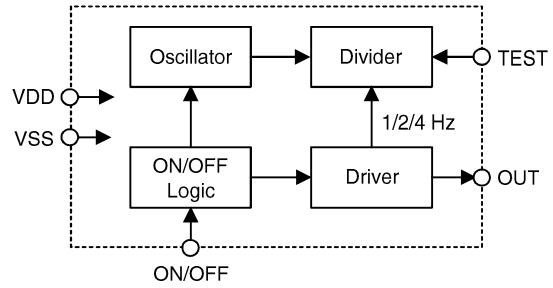 Oscillator
Divider
TEST
VDD
VSS
1/2/4 Hz
ON/OFF
Logic
Driver
OUT
ON/OFF